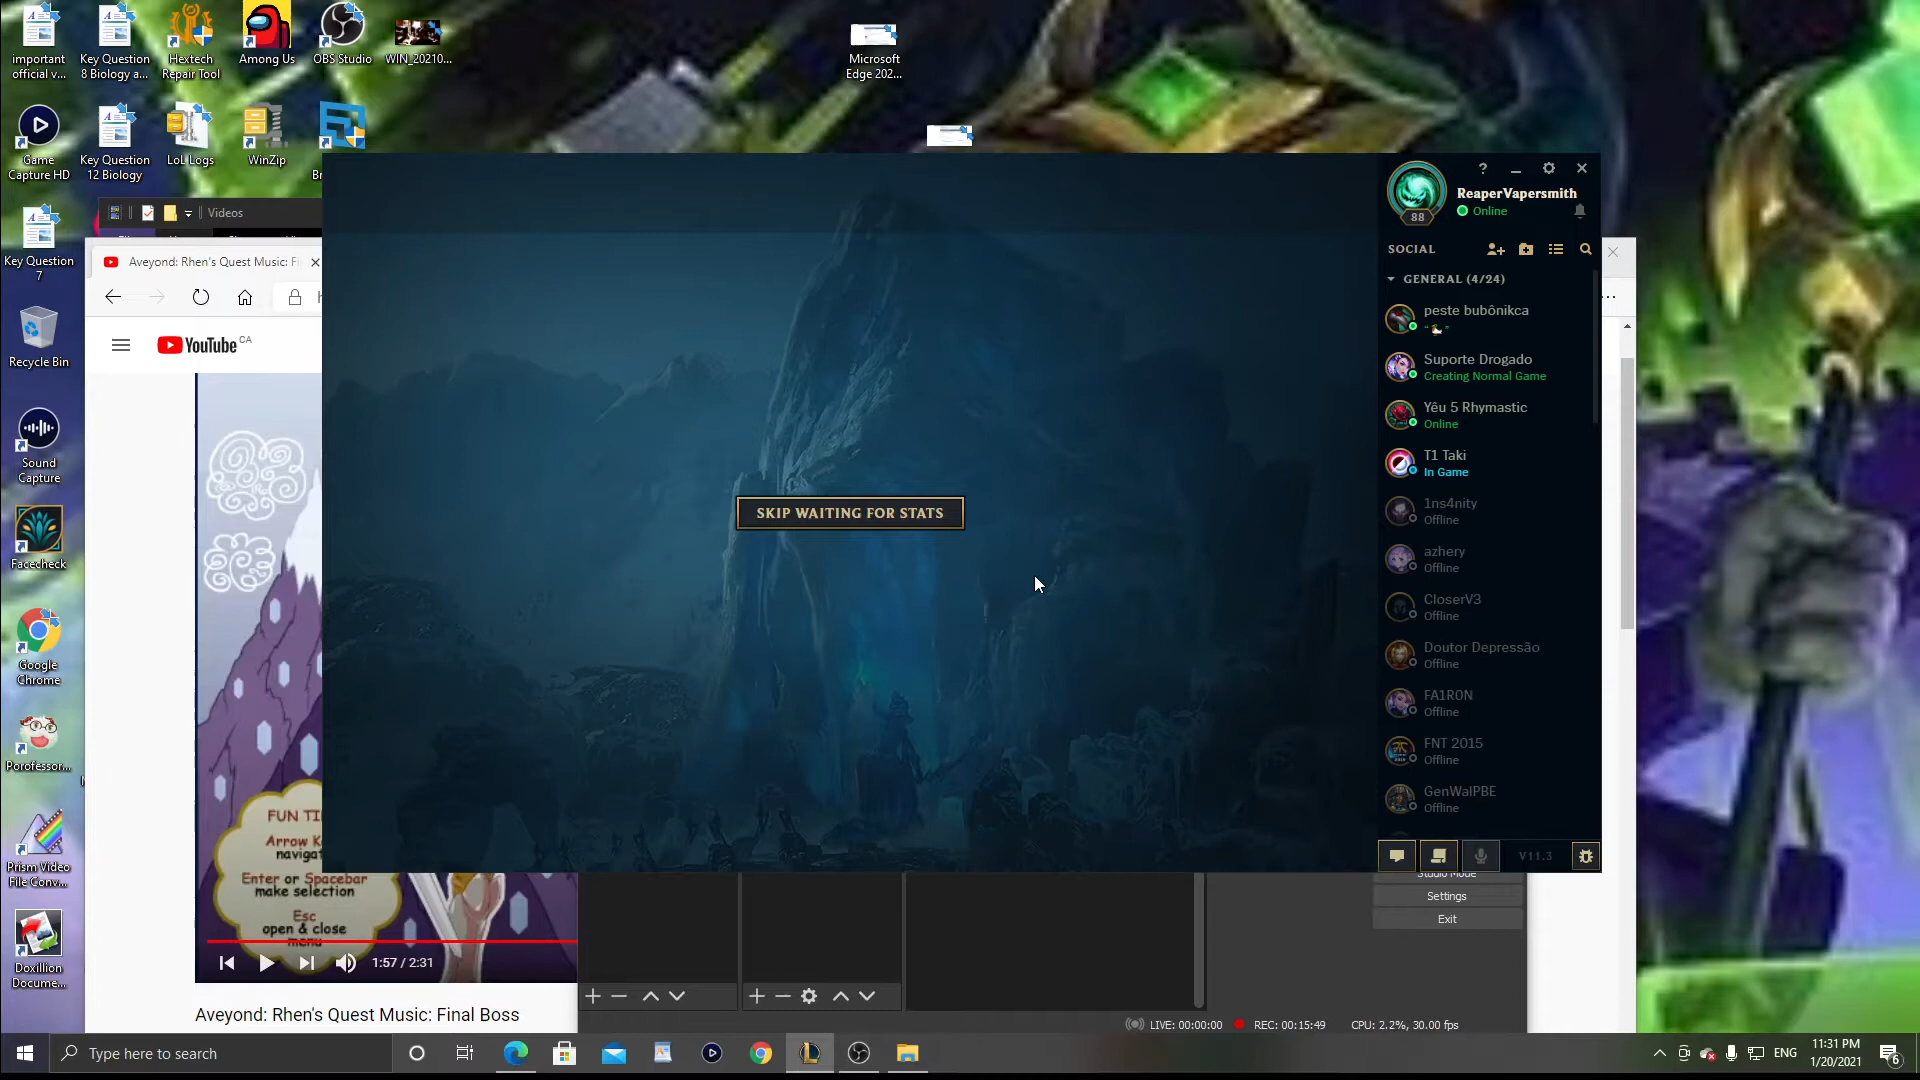 important
official v...
Key Question
8 Biology a...
Hextech
Repair Tool
Among Us
OBS Studio
WIN_20210...
Microsoft
Edge 202...
Game
Capture HD
Key Question
12 Biology
LoL Logs
WinZip
Br
Key Question
7
Recycle Bin
Sound
Capture
Facecheck
Google
Chrome
Porofessor...
Prism Video
File Conv...
Doxillion
Docume...
Videos
Aveyond: Rhen's Quest Music: Fi
YouTube CA
FUN TI
Arrow K
navigat
Enter or Spacebar
make selection
Esc
open & close
menu
1:57 / 2:31
Aveyond: Rhen's Quest Music: Final Boss
SKIP WAITING FOR STATS
88
ReaperVapersmith
Online
SOCIAL
GENERAL (4/24)
peste bubônikca
Suporte Drogado
Creating Normal Game
Yêu 5 Rhymastic
Online
T1 Taki
In Game
1ns4nity
Offline
azhery
Offline
CloserV3
Offline
Doutor Depressão
Offline
FA1R0N
Offline
FNT 2015
Offline
GenWalPBE
Offline
V11.3
Studio Mode
Settings
Exit
LIVE: 00:00:00
REC: 00:15:49
CPU: 2.2%, 30.00 fps
Type here to search
ENG
11:31 PM
1/20/2021
6